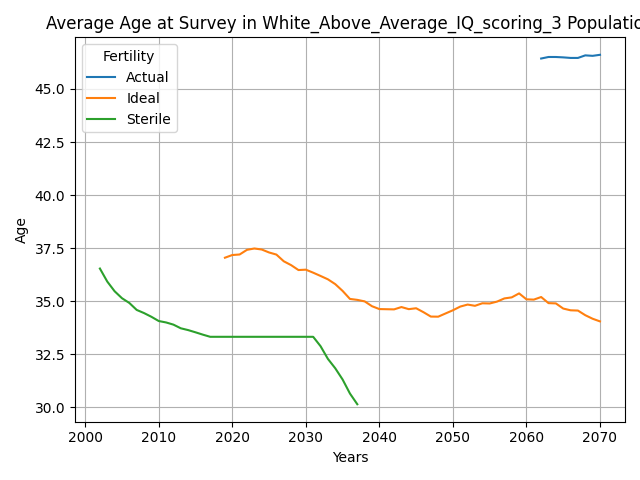 Average Age at Survey in White_Above_Average_IQ_scoring_3 Populatio
Fertility
Actual
Ideal
Sterile
45.0
42.5
40.0
37.5
35.0
32.5
30.0
Age
2000 2010 2020 2030 2040 2050 2060 2070
Years